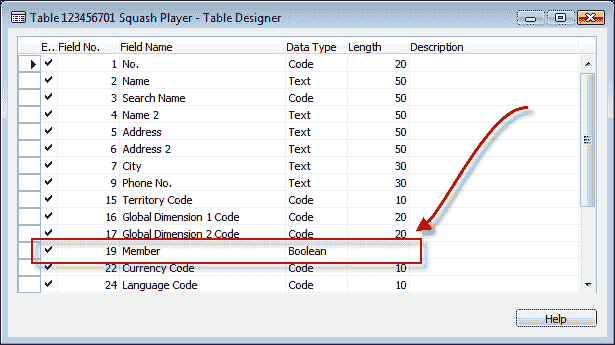 Table 123456701 Squash Player - Table Designer
E.. Field No. Field Name Data Type Length Description
1 No. Code 20
2 Name Text 50
3 Search Name Code 50
4 Name 2 Text 50
5 Address Text 50
6 Address 2 Text 50
7 City Text 30
9 Phone No. Text 30
15 Territory Code Code 10
16 Global Dimension 1 Code Code 20
17 Global Dimension 2 Code Code 20
19 Member Boolean
22 Currency Code Code 10
24 Language Code Code 10
Help